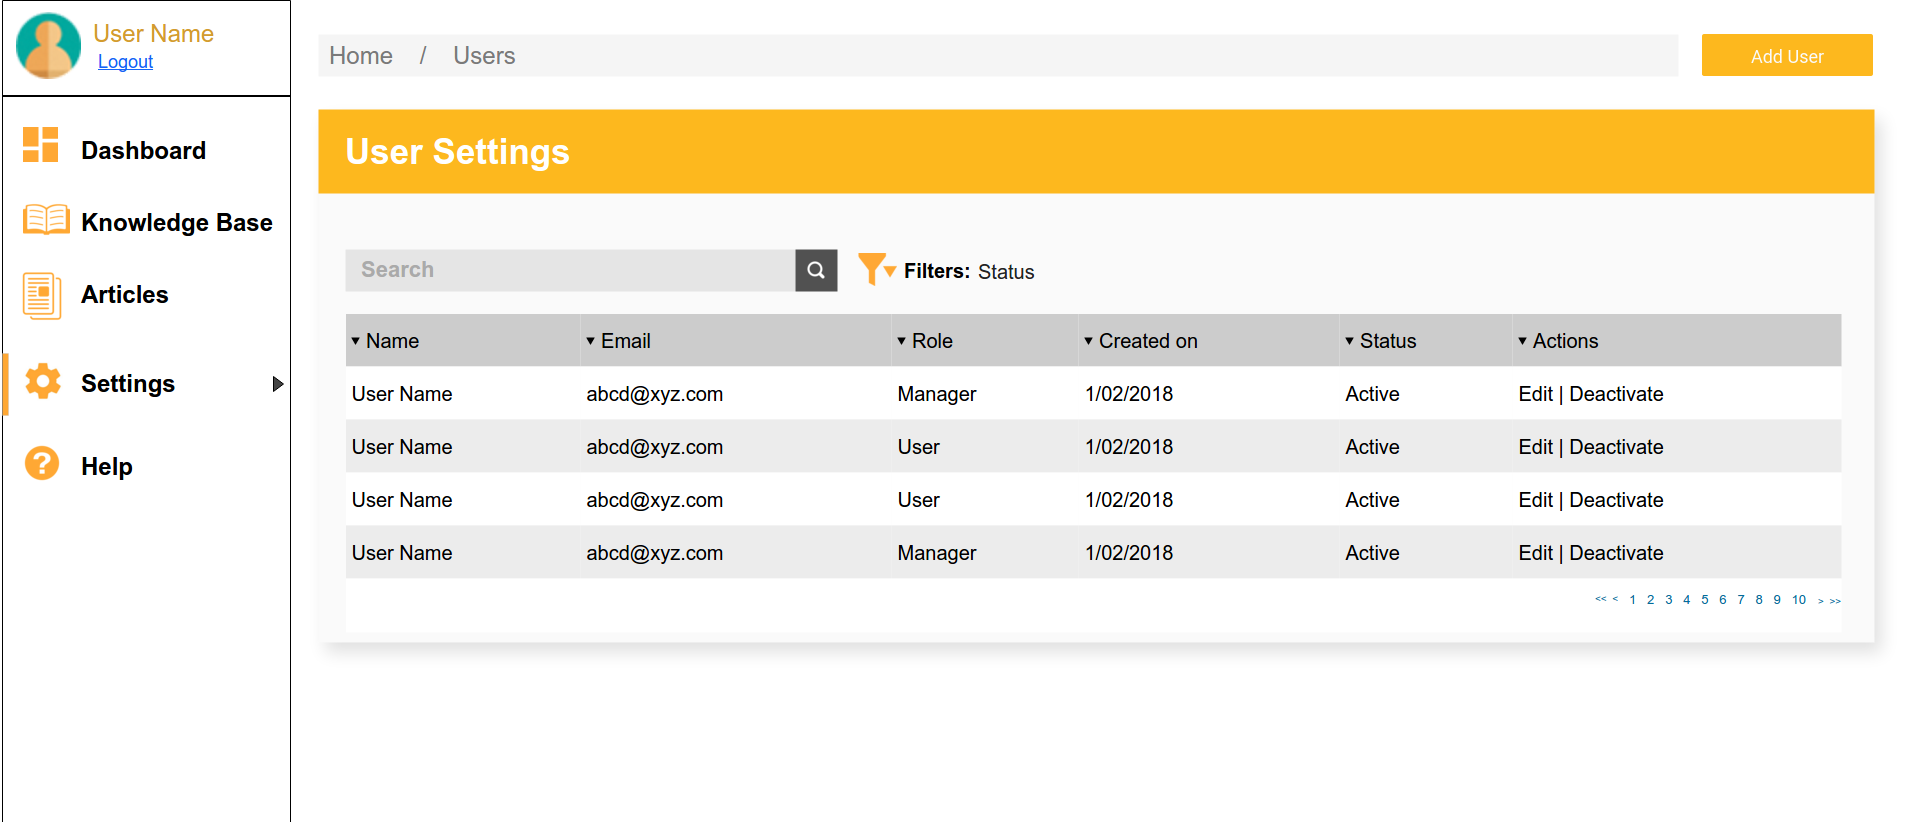 User Name
Logout
Dashboard
Knowledge Base
Articles
Settings
Help
Home / Users
Add User
User Settings
Search
Filters: Status
Name Email Role Created on Status Actions
User Name abcd@xyz.com Manager 1/02/2018 Active Edit | Deactivate
User Name abcd@xyz.com User 1/02/2018 Active Edit | Deactivate
User Name abcd@xyz.com User 1/02/2018 Active Edit | Deactivate
User Name abcd@xyz.com Manager 1/02/2018 Active Edit | Deactivate
<< < 1 2 3 4 5 6 7 8 9 10 > >>